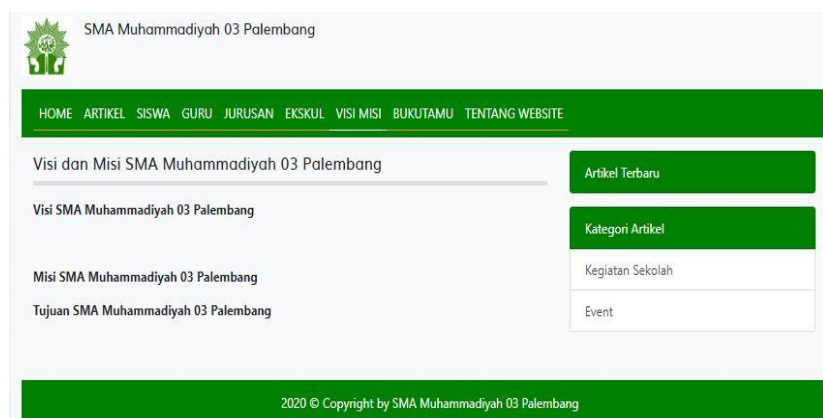 SMA Muhammadiyah 03 Palembang
HOME ARTIKEL SISWA GURU JURUSAN EKSKUL VISI MISI BUKUTAMU TENTANG WEBSITE
Visi dan Misi SMA Muhammadiyah 03 Palembang
Visi SMA Muhammadiyah 03 Palembang
Misi SMA Muhammadiyah 03 Palembang
Tujuan SMA Muhammadiyah 03 Palembang
Artikel Terbaru
Kategori Artikel
Kegiatan Sekolah
Event
2020 © Copyright by SMA Muhammadiyah 03 Palembang